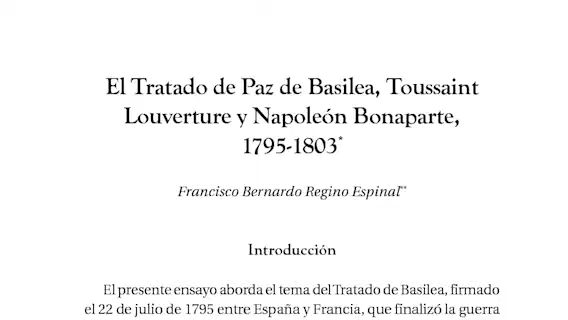 El Tratado de Paz de Basilea, Toussaint
Louverture y Napoleón Bonaparte,
1795-1803*
Francisco Bernardo Regino Espinal**
Introducción
El presente ensayo aborda el tema del Tratado de Basilea, firmado
el 22 de julio de 1795 entre España y Francia, que finalizó la guerra